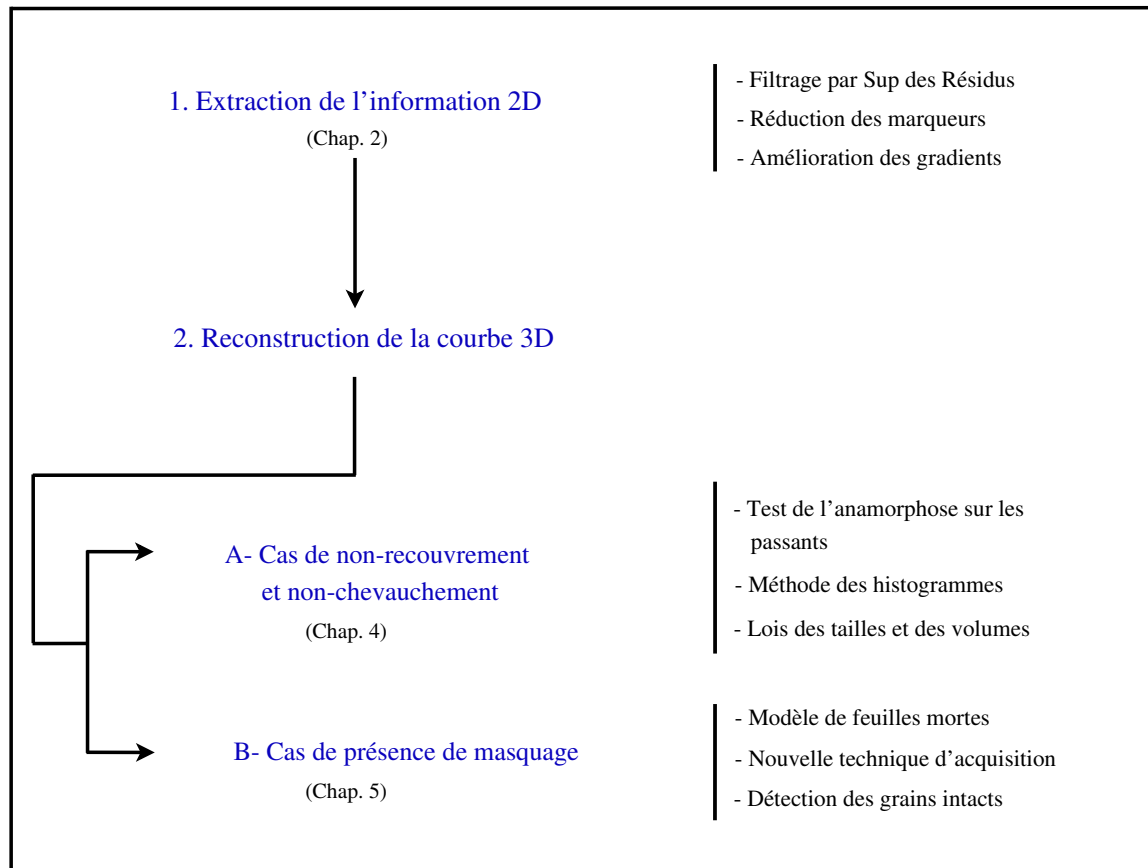 1. Extraction de l'information 2D
(Chap. 2)
- Filtrage par Sup des Résidus
- Réduction des marqueurs
- Amélioration des gradients
2. Reconstruction de la courbe 3D
A- Cas de non-recouvrement
et non-chevauchement
(Chap. 4)
- Test de l'anamorphose sur les
passants
- Méthode des histogrammes
- Lois des tailles et des volumes
B- Cas de présence de masquage
(Chap. 5)
- Modèle de feuilles mortes
- Nouvelle technique d'acquisition
- Détection des grains intacts